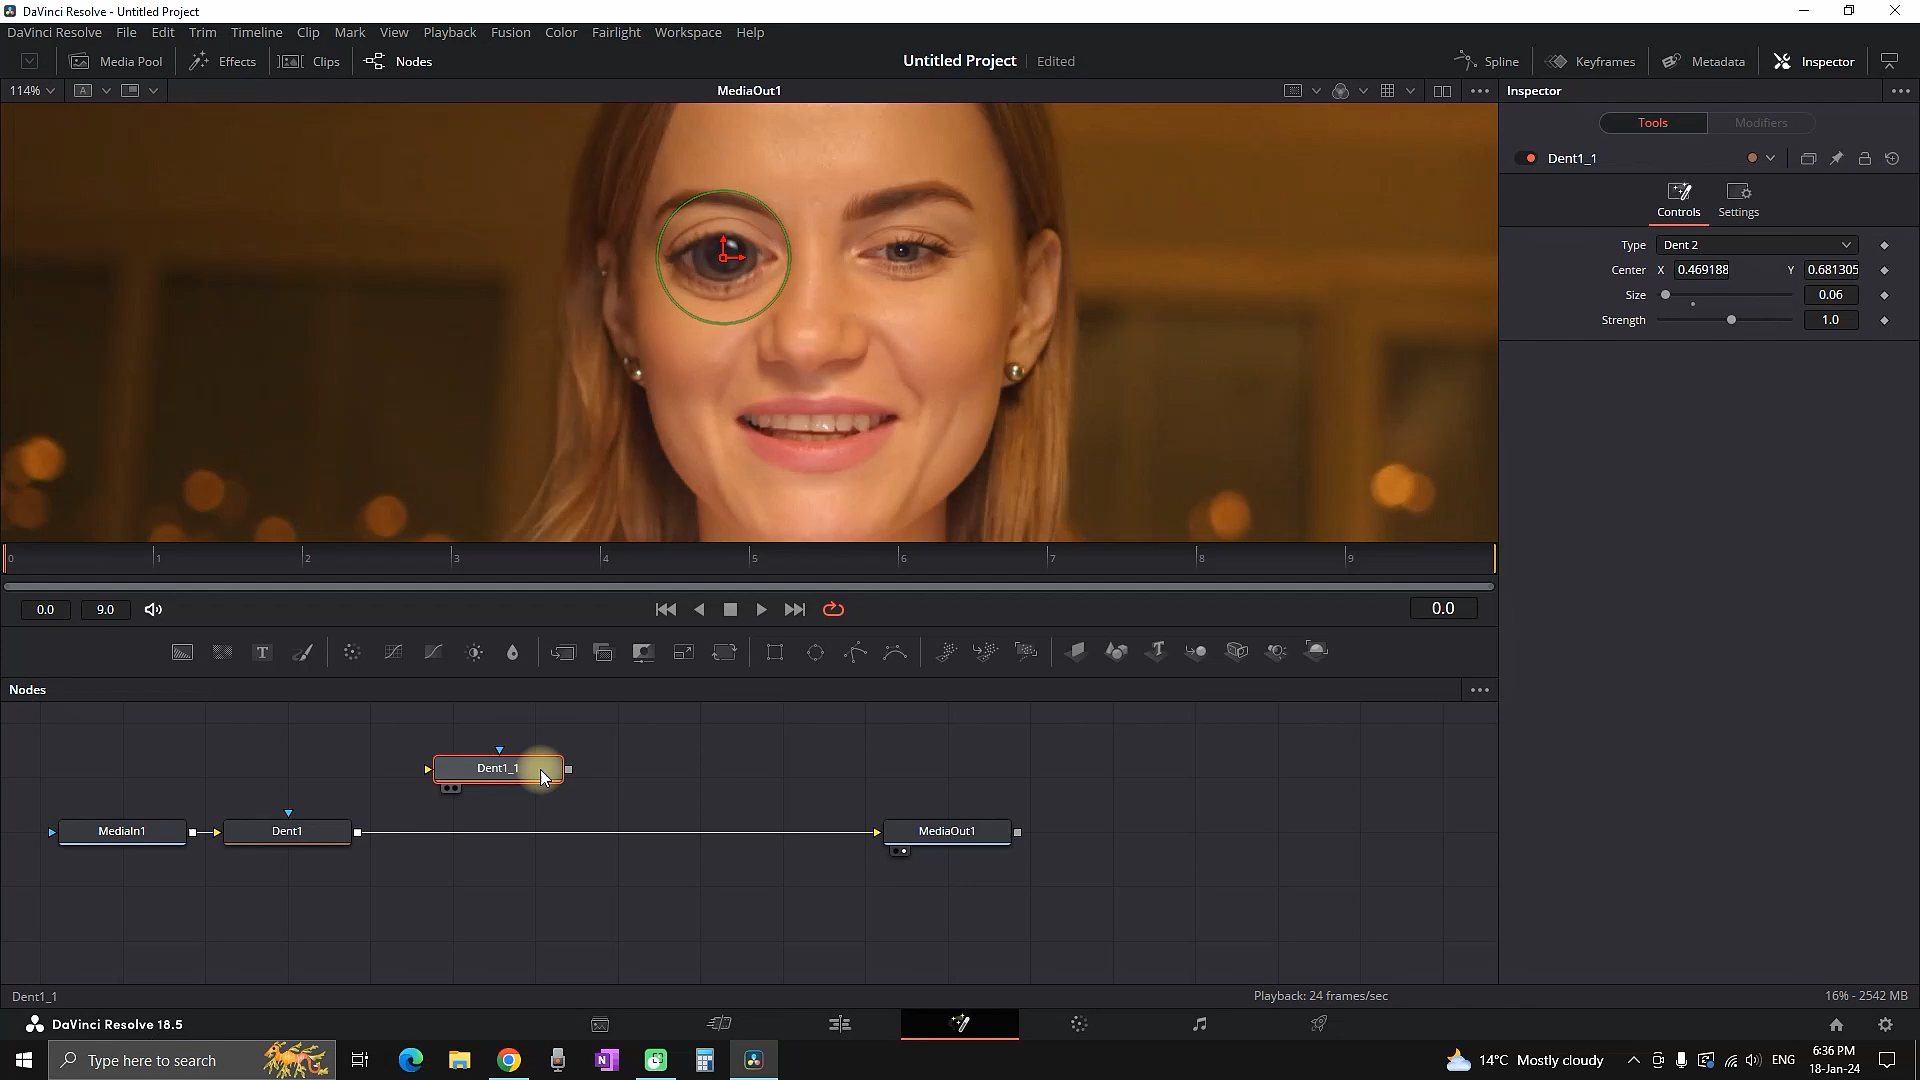 DaVinci Resolve - Untitled Project
DaVinci Resolve File Edit Trim Timeline Clip Mark View Playback Fusion Color Fairlight Workspace Help
Media Pool Effects Clips Nodes Untitled Project Edited Spline Keyframes Metadata Inspector
114% A MediaOut1 Inspector
Tools Modifiers
Dent1_1
Controls Settings
Type Dent 2
Center X 0.469188 Y 0.681305
Size 0.06
Strength 1.0
0 1 2 3 4 5 6 7 8 9
0.0 9.0 0.0
T T
Nodes
Dent1_1
MediaIn1 Dent1 MediaOut1
Dent1_1 Playback: 24 frames/sec 16% - 2542 MB
DaVinci Resolve 18.5
Type here to search N 14°C Mostly cloudy ENG 6:36 PM
18-Jan-24